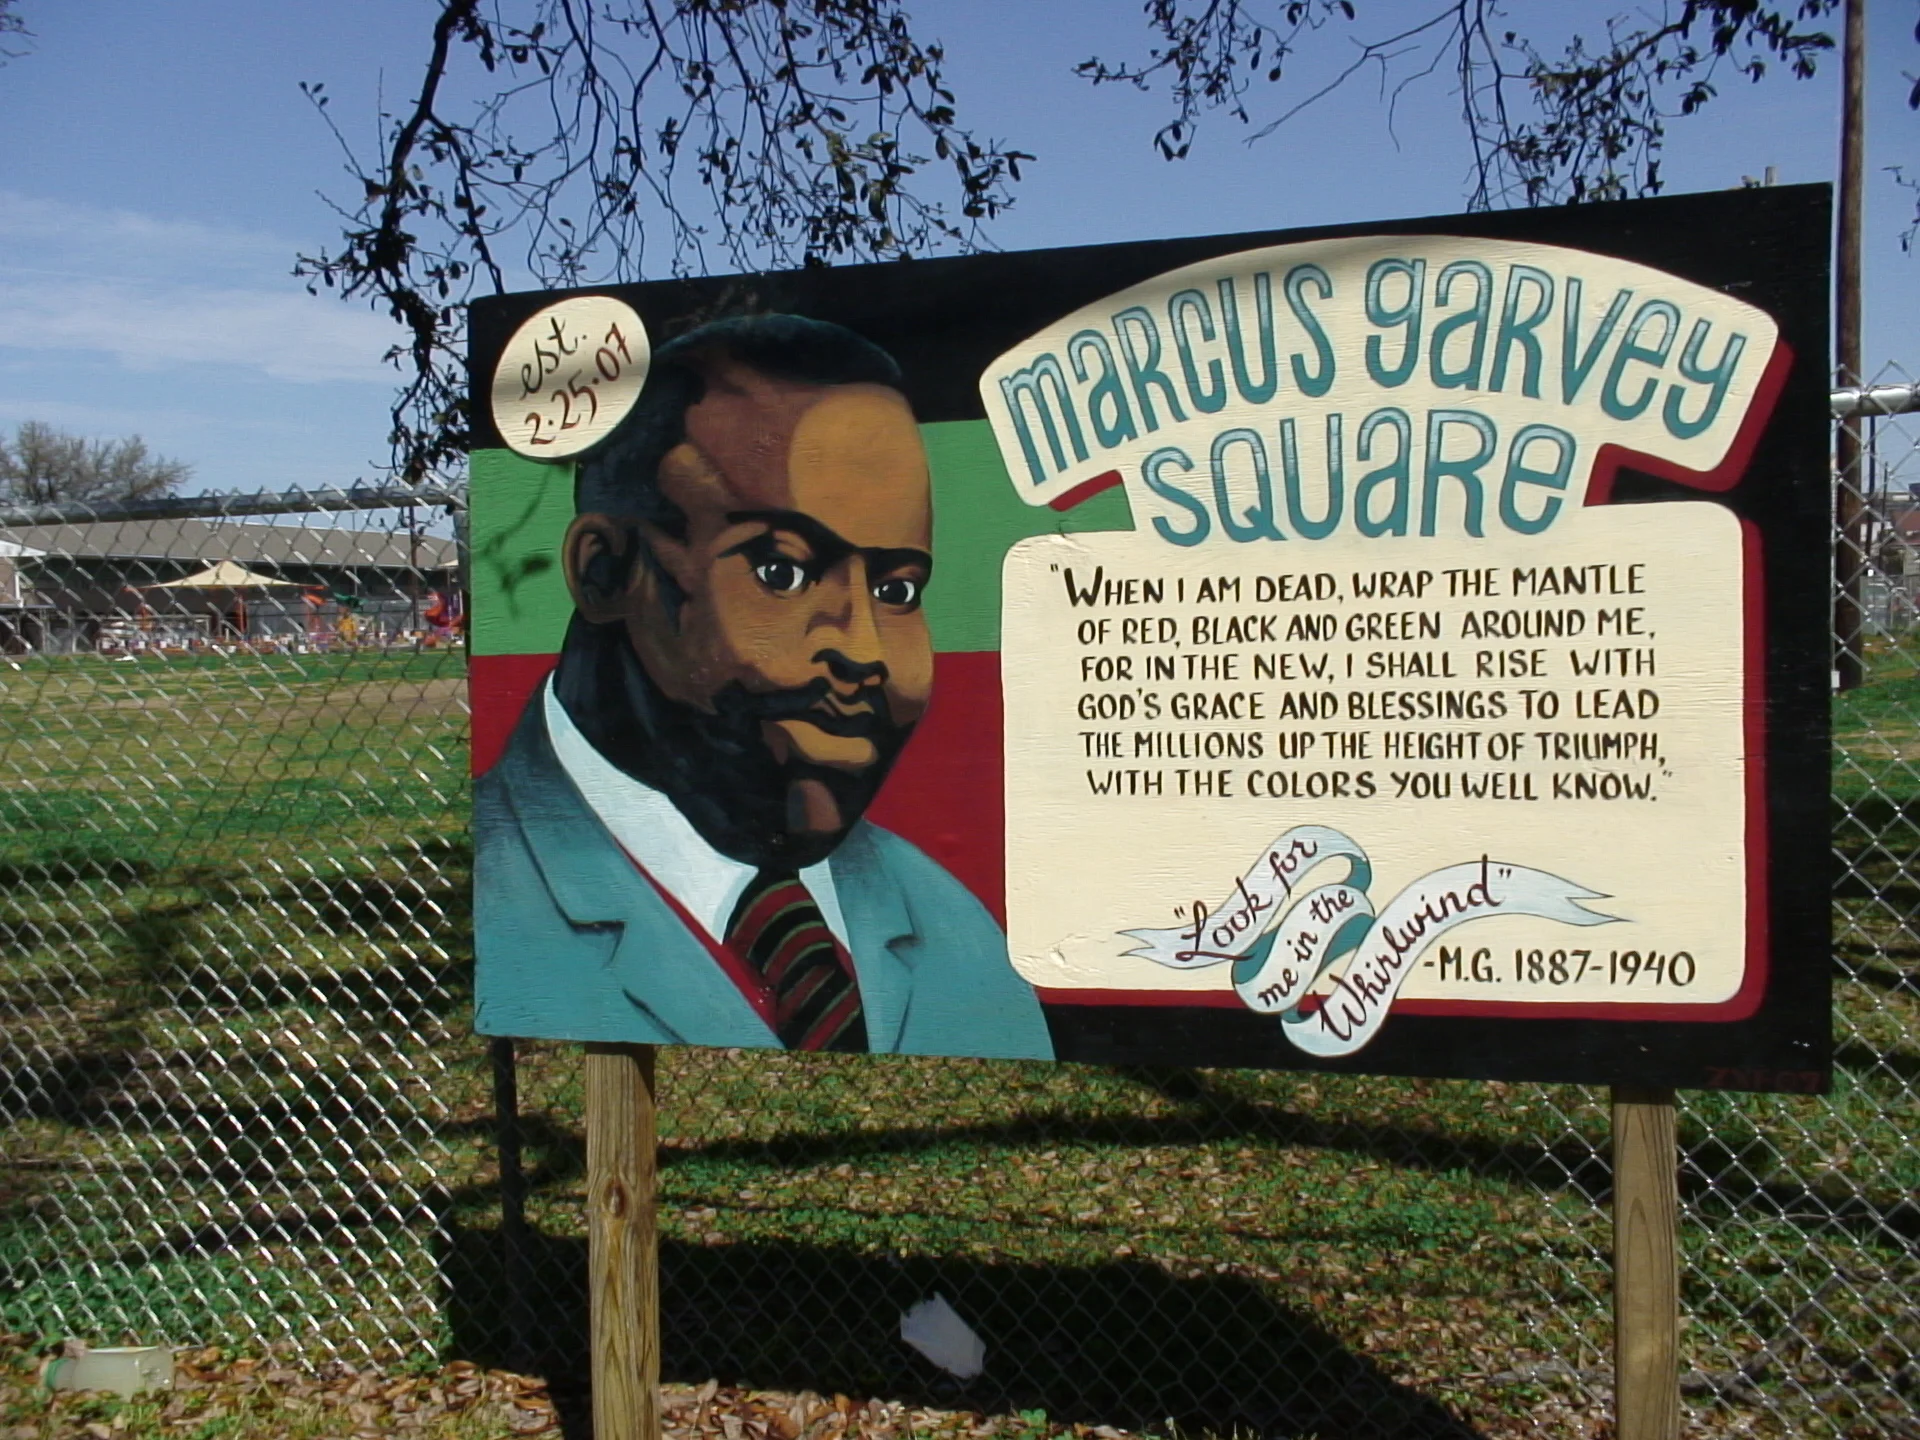 est.
2·25·07
MARCUS GARVEY
SQUARE
"WHEN I AM DEAD, WRAP THE MANTLE
OF RED, BLACK AND GREEN AROUND ME,
FOR IN THE NEW, I SHALL RISE WITH
GOD'S GRACE AND BLESSINGS TO LEAD
THE MILLIONS UP THE HEIGHT OF TRIUMPH,
WITH THE COLORS YOU WELL KNOW."
"Look for
me in the
Whirlwind"
-M.G. 1887-1940